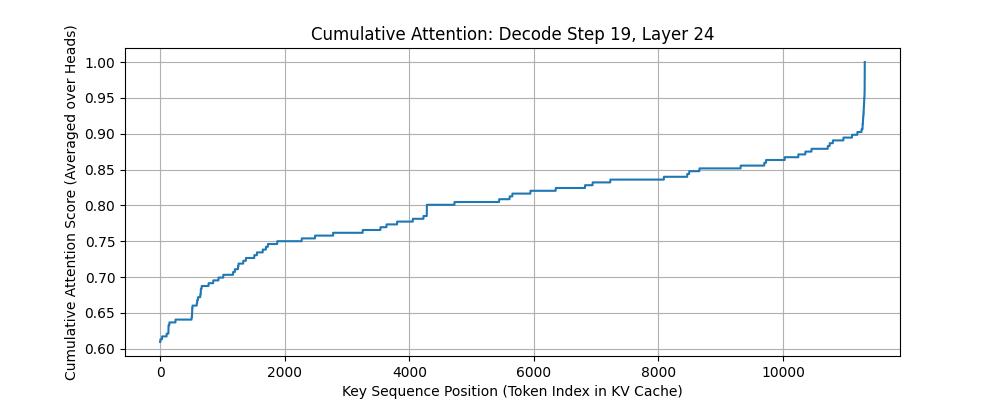 Cumulative Attention: Decode Step 19, Layer 24
Cumulative Attention Score (Averaged over Heads)
1.00
0.95
0.90
0.85
0.80
0.75
0.70
0.65
0.60
0 2000 4000 6000 8000 10000
Key Sequence Position (Token Index in KV Cache)